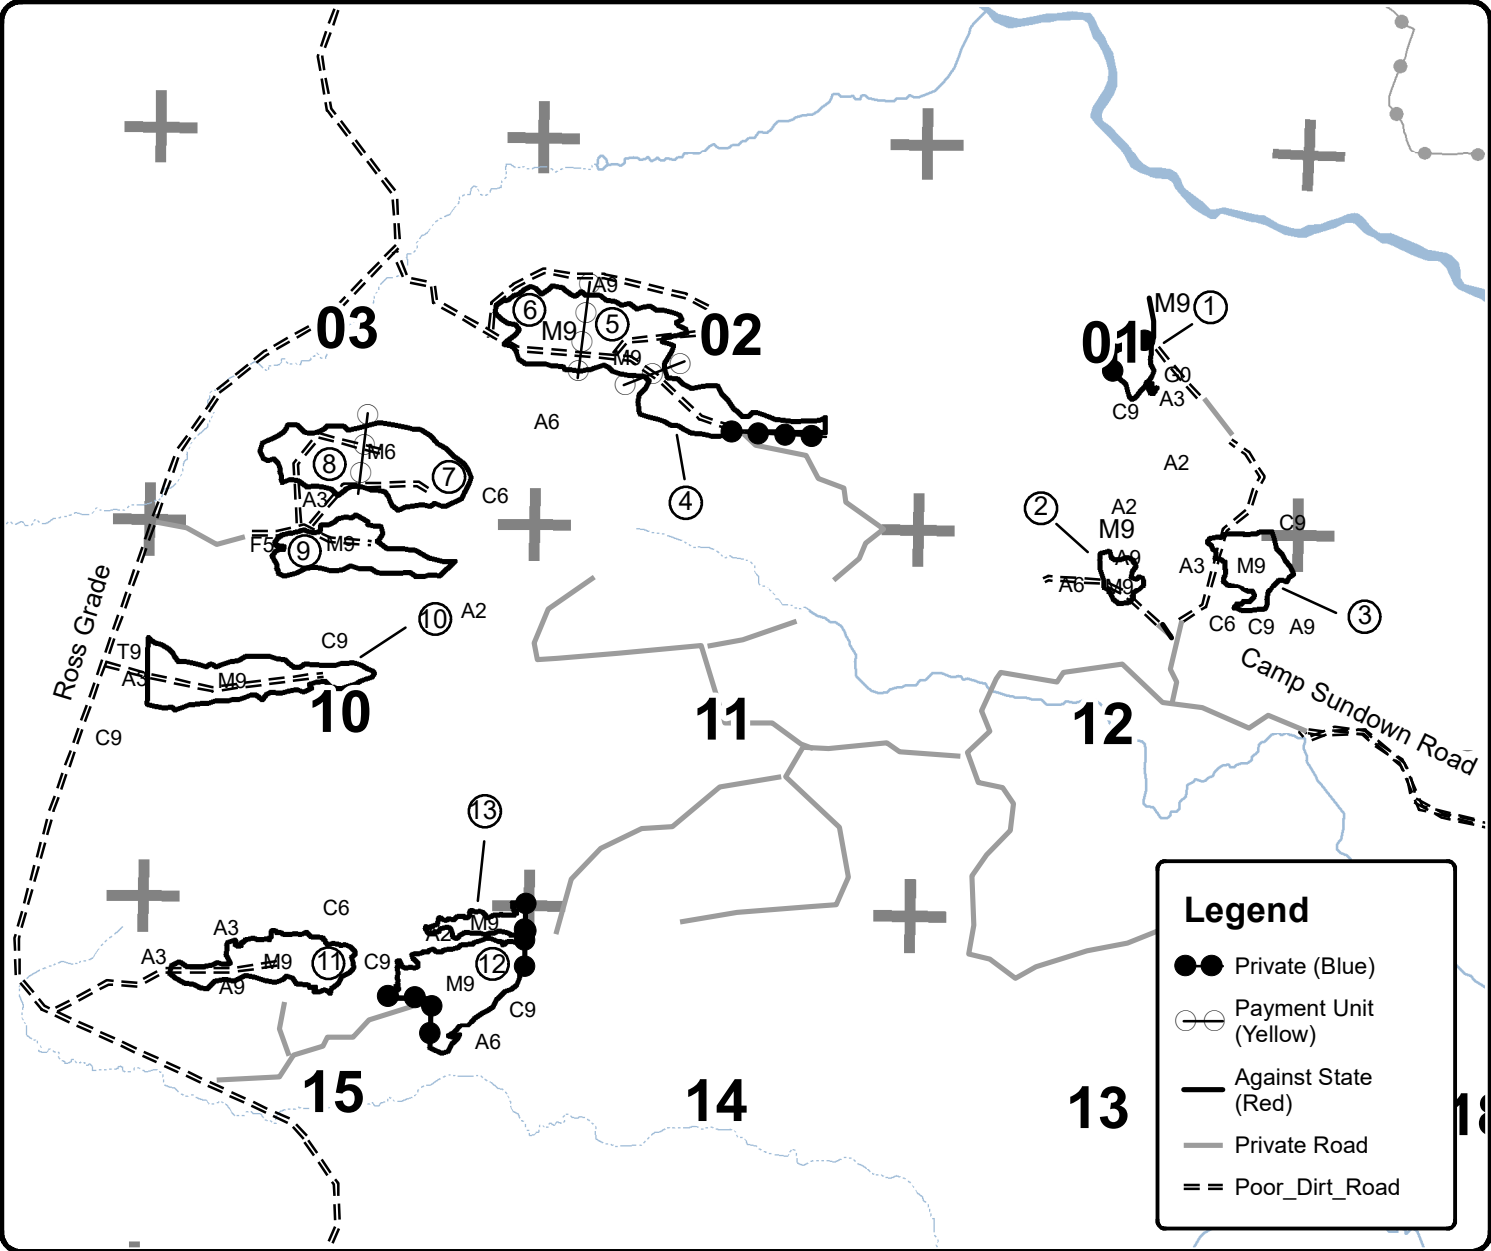 A9
6
5
M9
M9
03
02
M9
1
01
G0
A3
C9
A6
M6
8
7
A3
C6
4
A2
2
A2
M9
C9
F5
9
M9
A9
A3
M9
A6
M9
3
C6
C9
A9
10
A2
C9
T9
A3
M9
Ross Grade
10
11
12
Camp Sundown Road
C9
13
C6
A3
M9
A2
A3
M9
11
C9
12
A9
M9
C9
A6
15
14
13
Legend
Private (Blue)
Payment Unit
(Yellow)
Against State
(Red)
Private Road
Poor_Dirt_Road